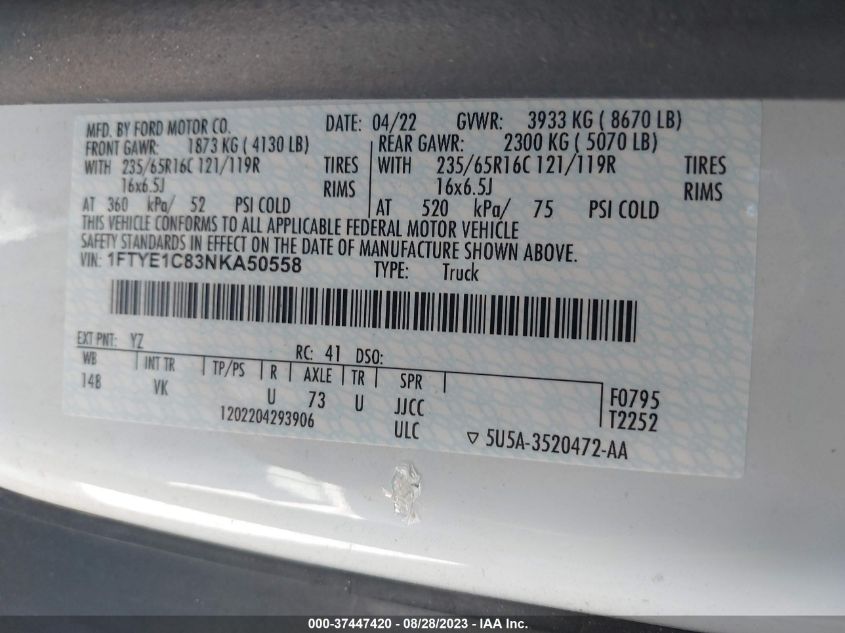 MFD. BY FORD MOTOR CO. DATE: 04/22 GVWR: 3933 KG ( 8670 LB)
FRONT GAWR: 1873 KG ( 4130 LB) REAR GAWR: 2300 KG ( 5070 LB)
WITH 235/65R16C 121/119R TIRES WITH 235/65R16C 121/119R TIRES
16x6.5J RIMS 16x6.5J RIMS
AT 360 kPa/ 52 PSI COLD AT 520 kPa/ 75 PSI COLD
THIS VEHICLE CONFORMS TO ALL APPLICABLE FEDERAL MOTOR VEHICLE
SAFETY STANDARDS IN EFFECT ON THE DATE OF MANUFACTURE SHOWN ABOVE.
VIN: 1FTYE1C83NKA50558 TYPE: Truck
EXT PNT: YZ RC: 41 DSO:
WB INT TR TP/PS R AXLE TR SPR
148 VK U 73 U JJCC F0795
1202204293906 ULC T2252
▽ 5U5A-3520472-AA
000-37447420 - 08/28/2023 - IAA Inc.